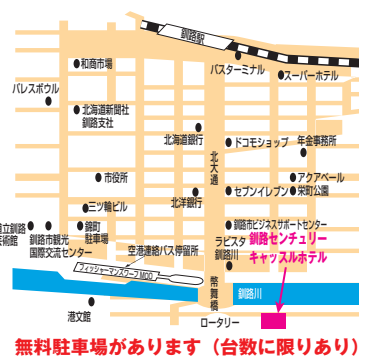 釧路駅
和商市場
バスターミナル
スーパーホテル
パレスボウル
北海道新聞社
釧路支社
北海道銀行
ドコモショップ
年金事務所
北大通
市役所
アクアベール
北洋銀行
セブンイレブン
栄町公園
三ツ輪ビル
道立釧路
芸術館
釧路市観光
国際交流センター
錦町
駐車場
空港連絡バス停留所
釧路市ビジネスサポートセンター
ラビスタ
釧路川
釧路センチュリー
キャッスルホテル
フィッシャーマンズワーフ MOO
幣舞橋
釧路川
港文館
ロータリー
無料駐車場があります（台数に限りあり）